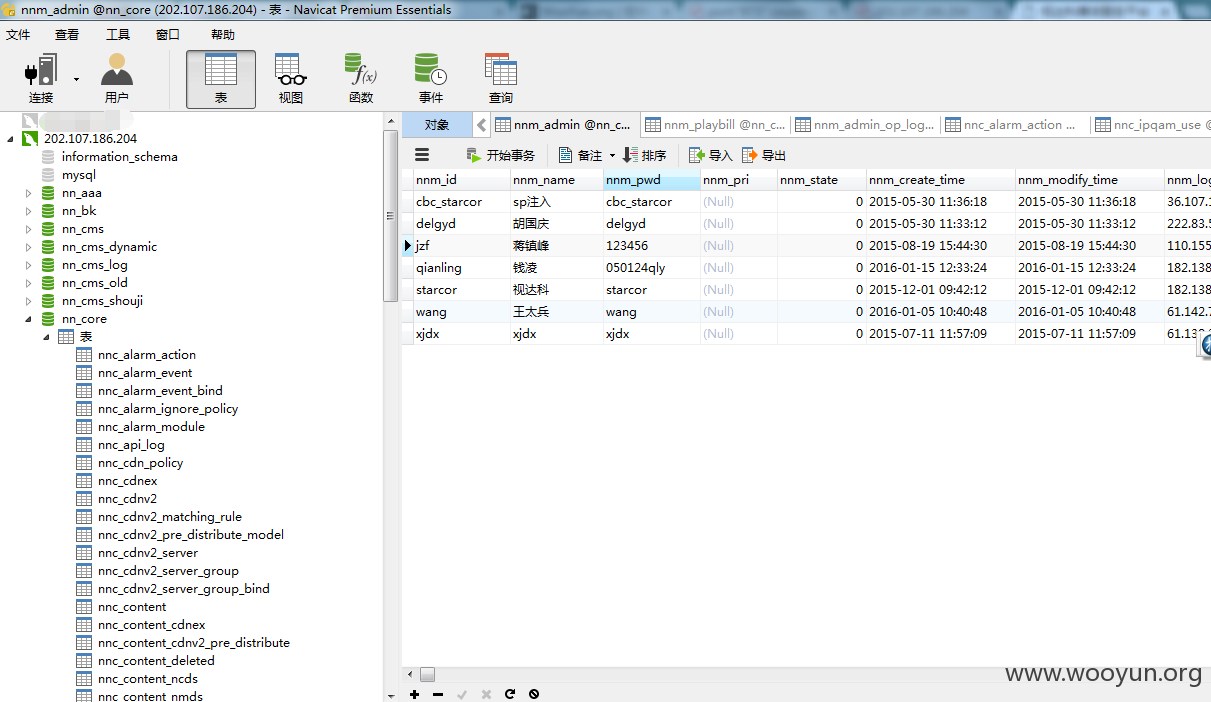 nnm_admin @nn_core (202.107.186.204) - 表 - Navicat Premium Essentials
文件 查看 工具 窗口 帮助
连接 用户 表 视图 函数 事件 查询
f(x)
202.107.186.204
information_schema
mysql
nn_aaa
nn_bk
nn_cms
nn_cms_dynamic
nn_cms_log
nn_cms_old
nn_cms_shouji
nn_core
表
nnc_alarm_action
nnc_alarm_event
nnc_alarm_event_bind
nnc_alarm_ignore_policy
nnc_alarm_module
nnc_api_log
nnc_cdn_policy
nnc_cdnex
nnc_cdnv2
nnc_cdnv2_matching_rule
nnc_cdnv2_pre_distribute_model
nnc_cdnv2_server
nnc_cdnv2_server_group
nnc_cdnv2_server_group_bind
nnc_content
nnc_content_cdnex
nnc_content_cdnv2_pre_distribute
nnc_content_deleted
nnc_content_ncds
nnc_content_nmds
对象 nnm_admin @nn_c... nnm_playbill @nn_c... nnm_admin_op_log... nnc_alarm_action ... nnc_ipqam_use @
开始事务 备注 排序 导入 导出
nnm_id nnm_name nnm_pwd nnm_pri nnm_state nnm_create_time nnm_modify_time nnm_log
cbc_starcor sp注入 cbc_starcor (Null) 0 2015-05-30 11:36:18 2015-05-30 11:36:18 36.107.1
delgyd 胡国庆 delgyd (Null) 0 2015-05-30 11:33:12 2015-05-30 11:33:12 222.83.5
jzf 蒋镇峰 123456 (Null) 0 2015-08-19 15:44:30 2015-08-19 15:44:30 110.155
qianling 钱凌 050124qly (Null) 0 2016-01-15 12:33:24 2016-01-15 12:33:24 182.138
starcor 视达科 starcor (Null) 0 2015-12-01 09:42:12 2015-12-01 09:42:12 182.138
wang 王太兵 wang (Null) 0 2016-01-05 10:40:48 2016-01-05 10:40:48 61.142.7
xjdx xjdx xjdx (Null) 0 2015-07-11 11:57:09 2015-07-11 11:57:09
www.wooyun.org